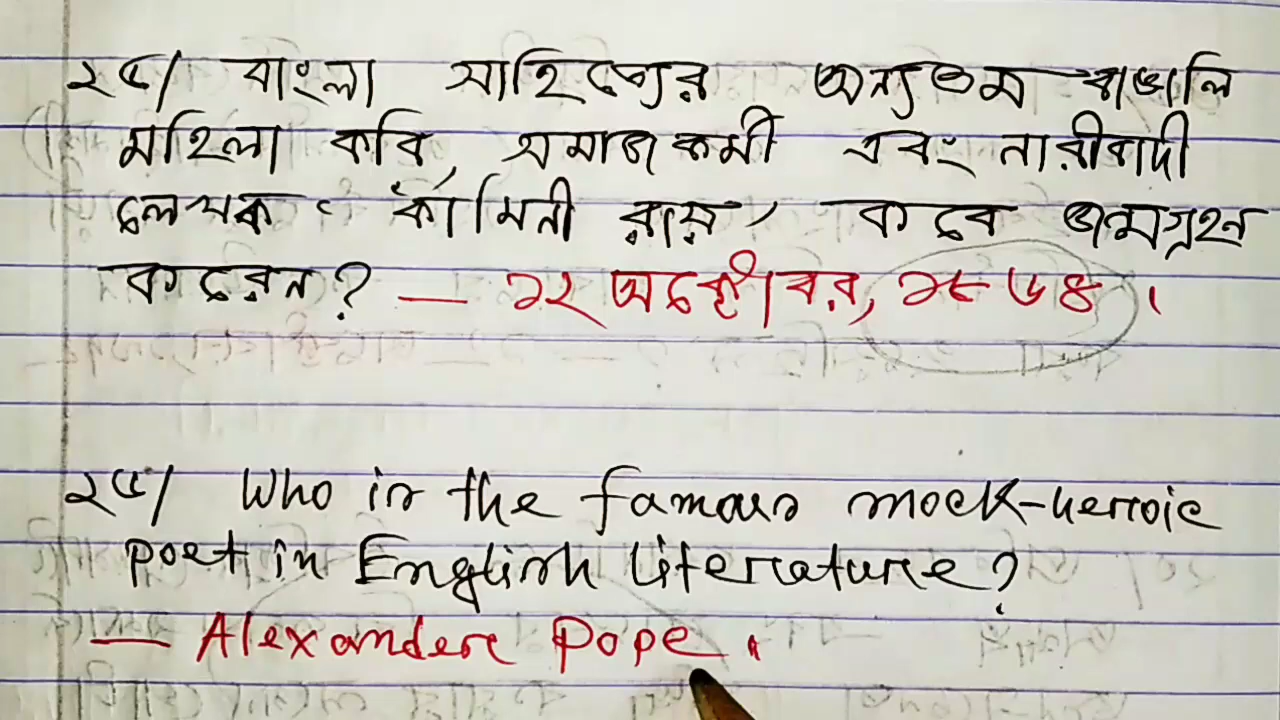 ২৫/ বাংলা সাহিত্যের অন্যতম বাঙালি
মহিলা কবি, সমাজকর্মী এবং নারীবাদী
লেখক 'কামিনী রায়' কবে জন্মগ্রহন
করেন? — ১২ অক্টোবর, ১৮৬৪।
২৫/ Who is the famous mock-heroic
poet in English literature?
— Alexander Pope.